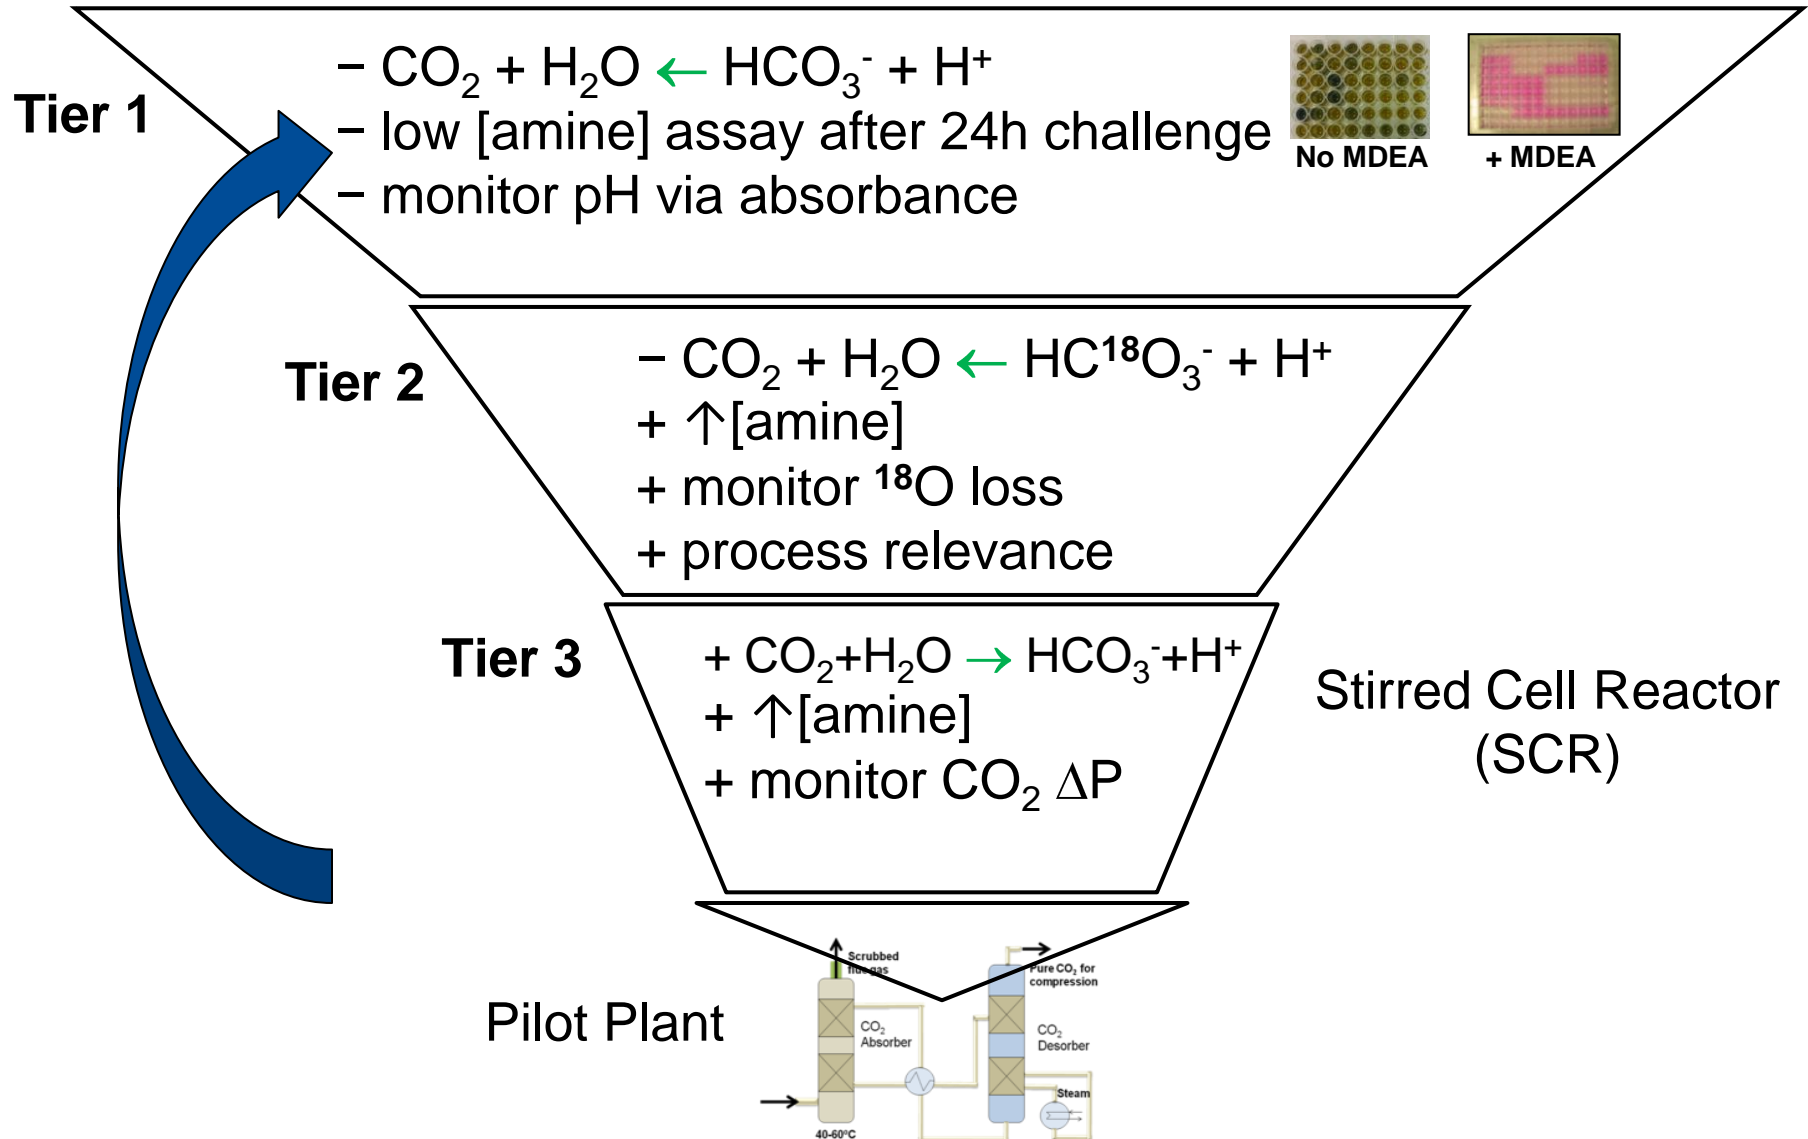 Tier 1
− CO₂ + H₂O ← HCO₃⁻ + H⁺
− low [amine] assay after 24h challenge
− monitor pH via absorbance
No MDEA
+ MDEA
Tier 2
− CO₂ + H₂O ← HC¹⁸O₃⁻ + H⁺
+ ↑[amine]
+ monitor ¹⁸O loss
+ process relevance
Tier 3
+ CO₂+H₂O → HCO₃⁻+H⁺
+ ↑[amine]
+ monitor CO₂ ΔP
Stirred Cell Reactor
(SCR)
Pilot Plant
Scrubbed
flue gas
Pure CO₂ for
compression
CO₂
Absorber
CO₂
Desorber
Steam
40-60°C